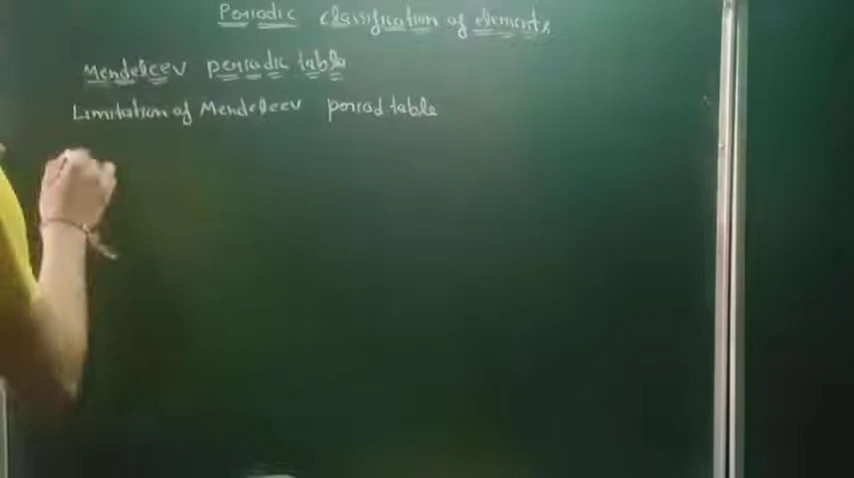 Periodic classification of elements
Mendeleev periodic table
Limitation of Mendeleev period table